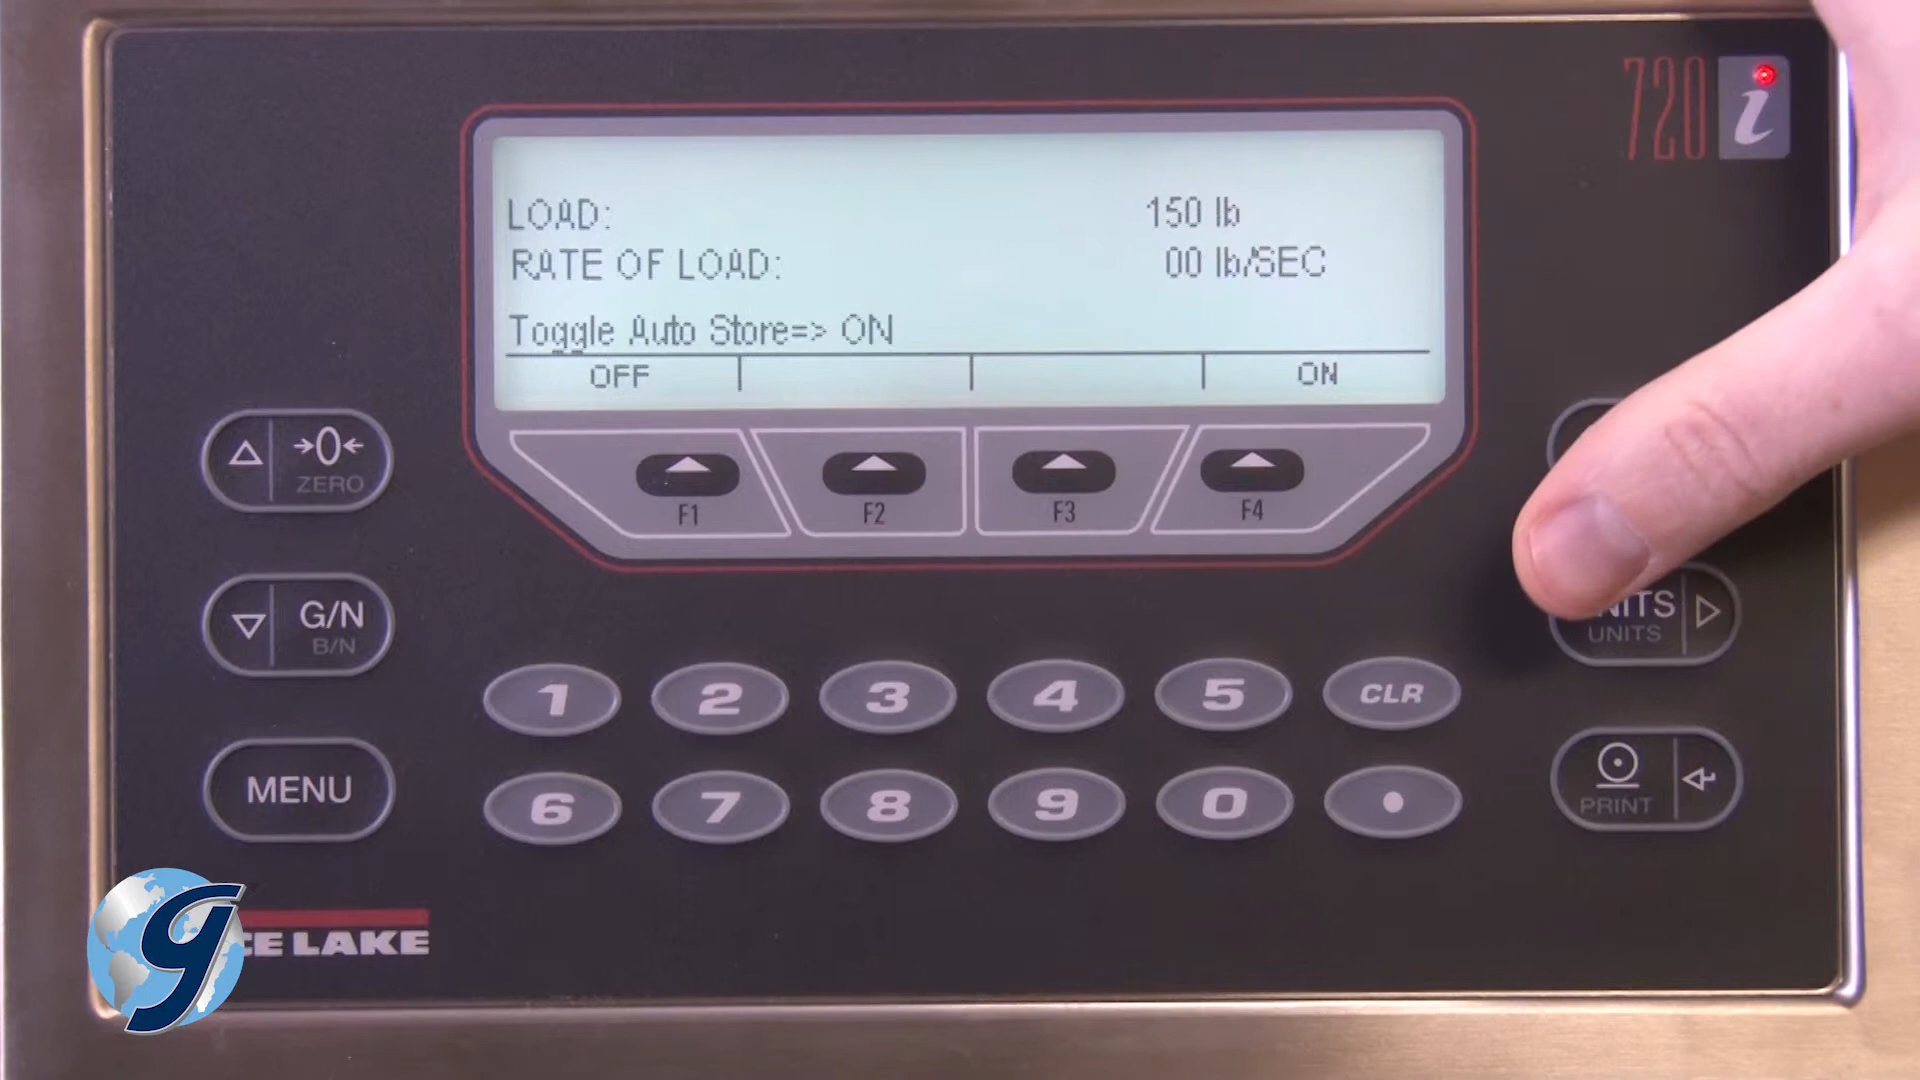 720 i
LOAD: 150 lb
RATE OF LOAD: 00 lb/SEC
Toggle Auto Store=> ON
OFF ON
F1 F2 F3 F4
→0←
ZERO
G/N
B/N
UNITS
MENU
1 2 3 4 5 CLR
6 7 8 9 0 .
PRINT
LAKE
g